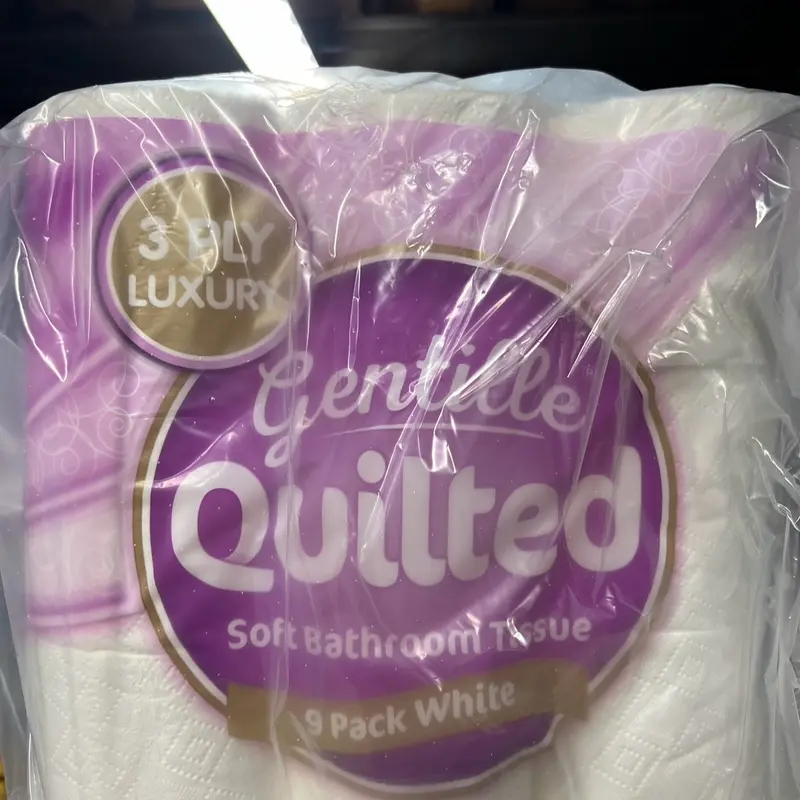 3 PLY
LUXURY
Gentille
Quilted
Soft Bathroom Tissue
9 Pack White